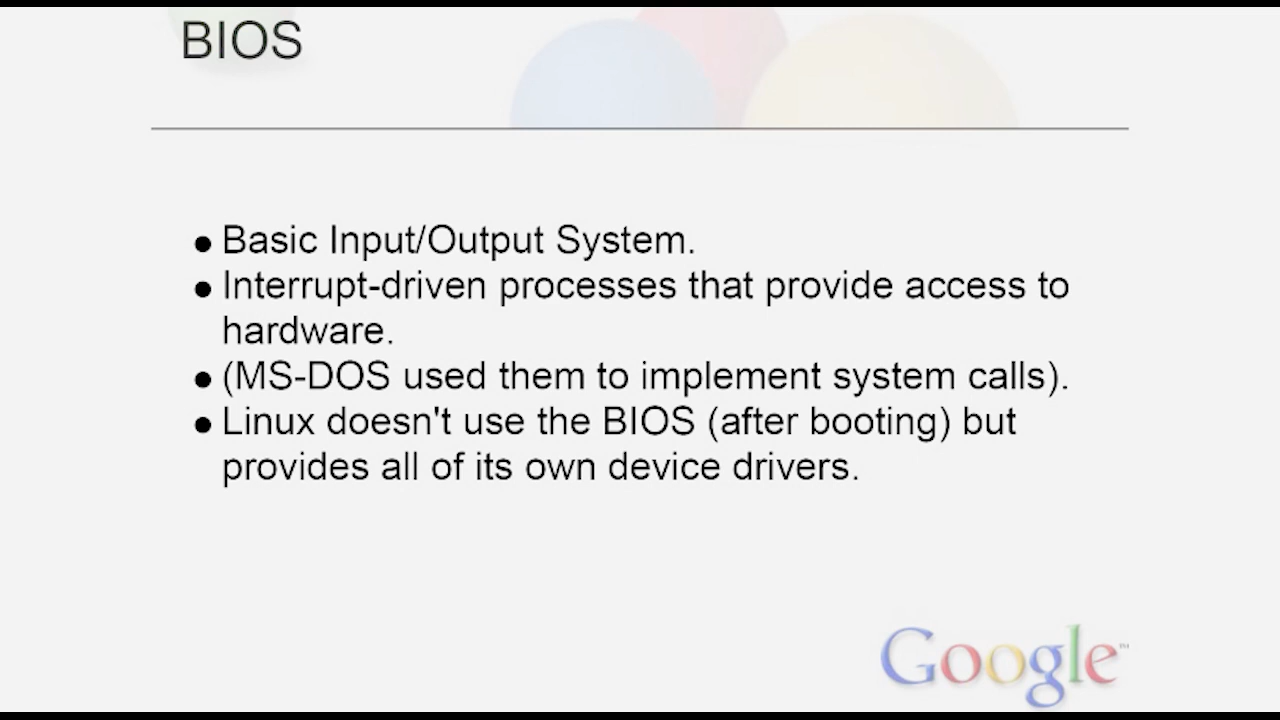 BIOS
● Basic Input/Output System.
● Interrupt-driven processes that provide access to
hardware.
● (MS-DOS used them to implement system calls).
● Linux doesn't use the BIOS (after booting) but
provides all of its own device drivers.
Google™